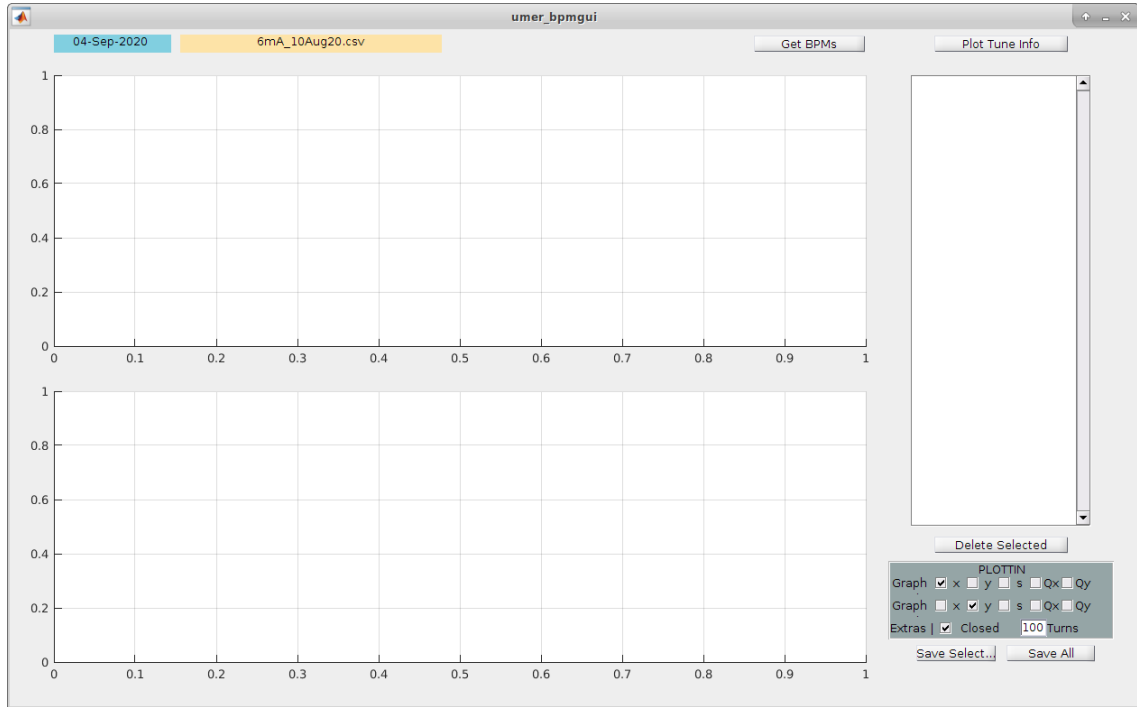 umer_bpmgui
04-Sep-2020 6mA_10Aug20.csv Get BPMs Plot Tune Info
1
0.8
0.6
0.4
0.2
0
0 0.1 0.2 0.3 0.4 0.5 0.6 0.7 0.8 0.9 1
1
0.8
0.6
0.4
0.2
0
0 0.1 0.2 0.3 0.4 0.5 0.6 0.7 0.8 0.9 1
Delete Selected
PLOTTIN
Graph x y s Qx Qy
Graph x y s Qx Qy
Extras | Closed 100 Turns
Save Select... Save All